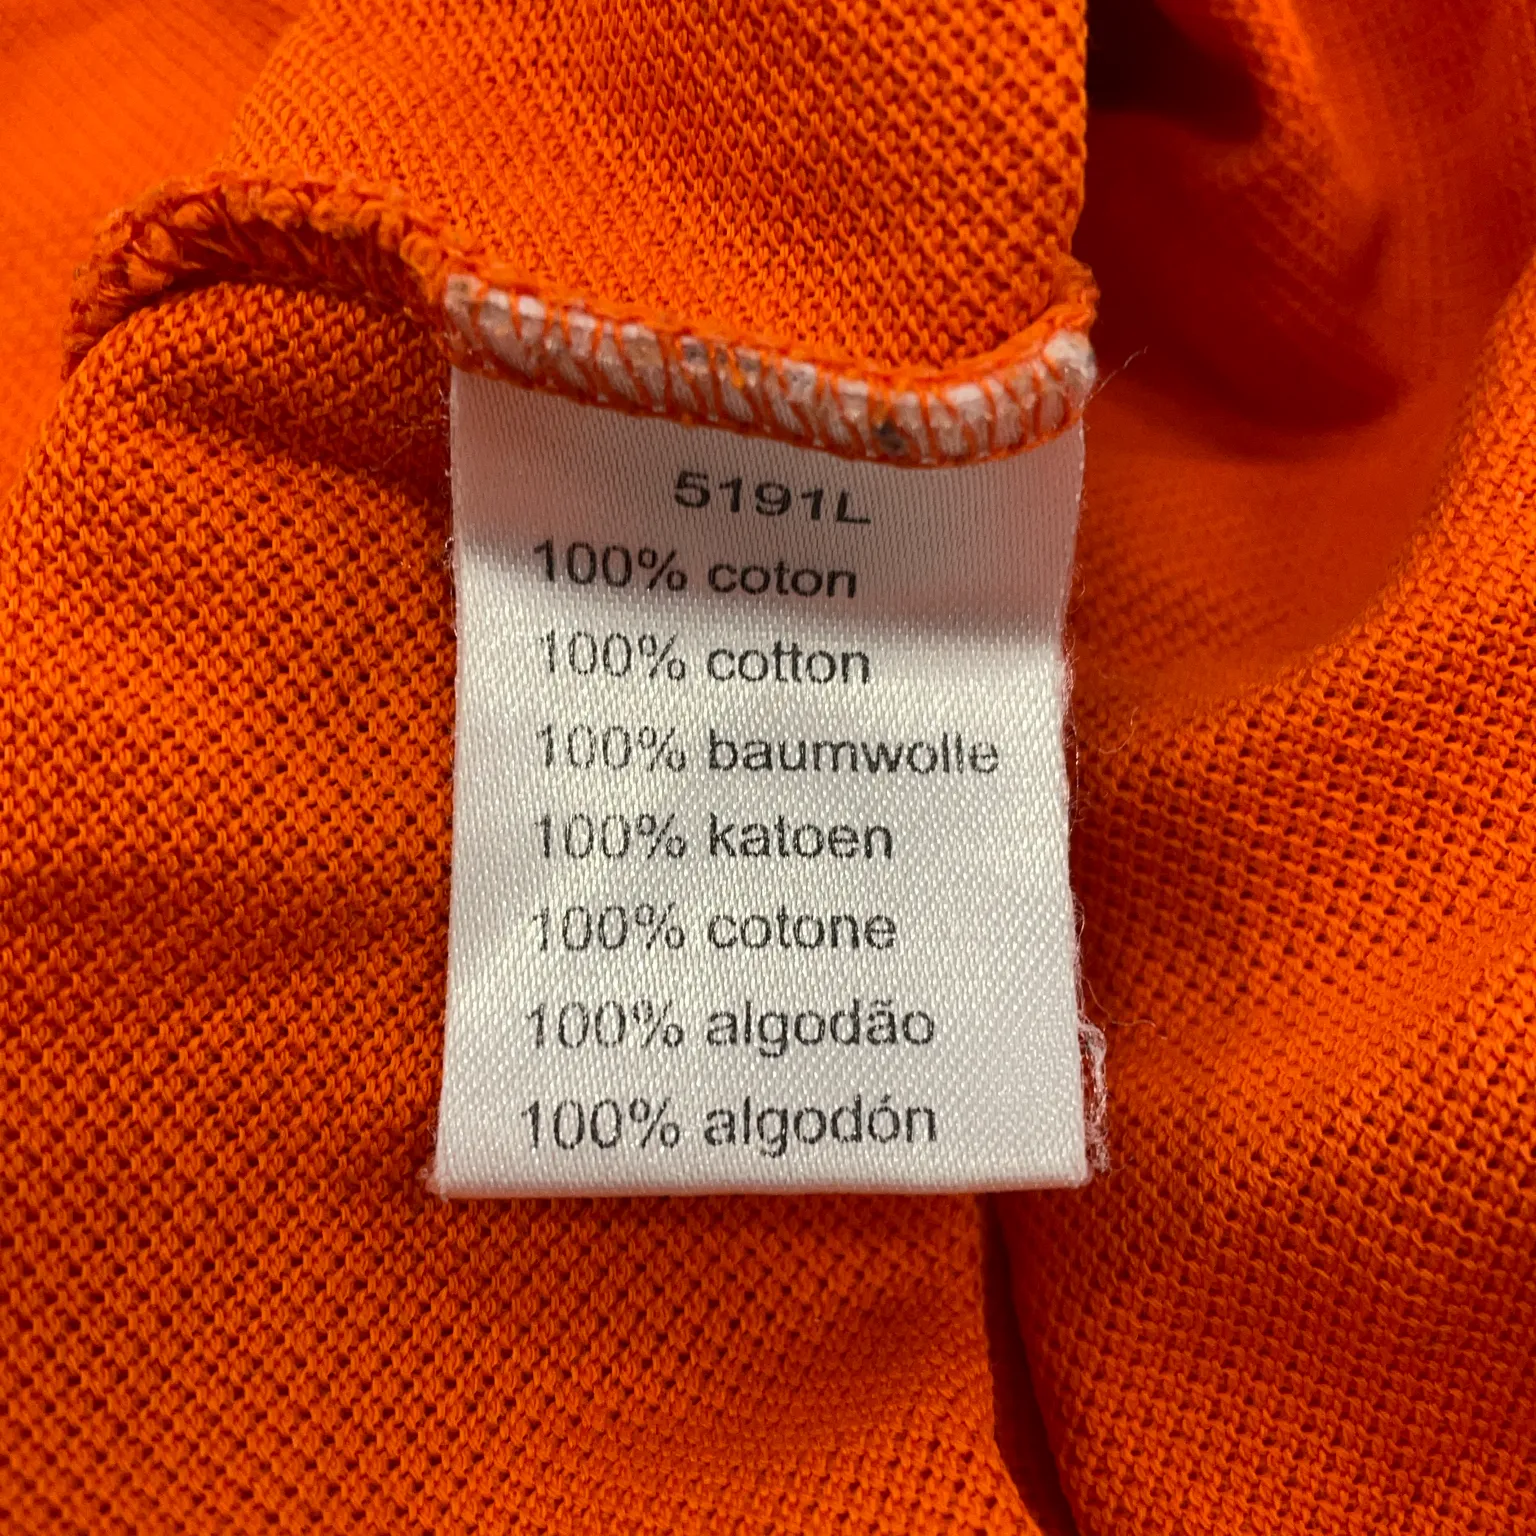 5191L
100% coton
100% cotton
100% baumwolle
100% katoen
100% cotone
100% algodão
100% algodón